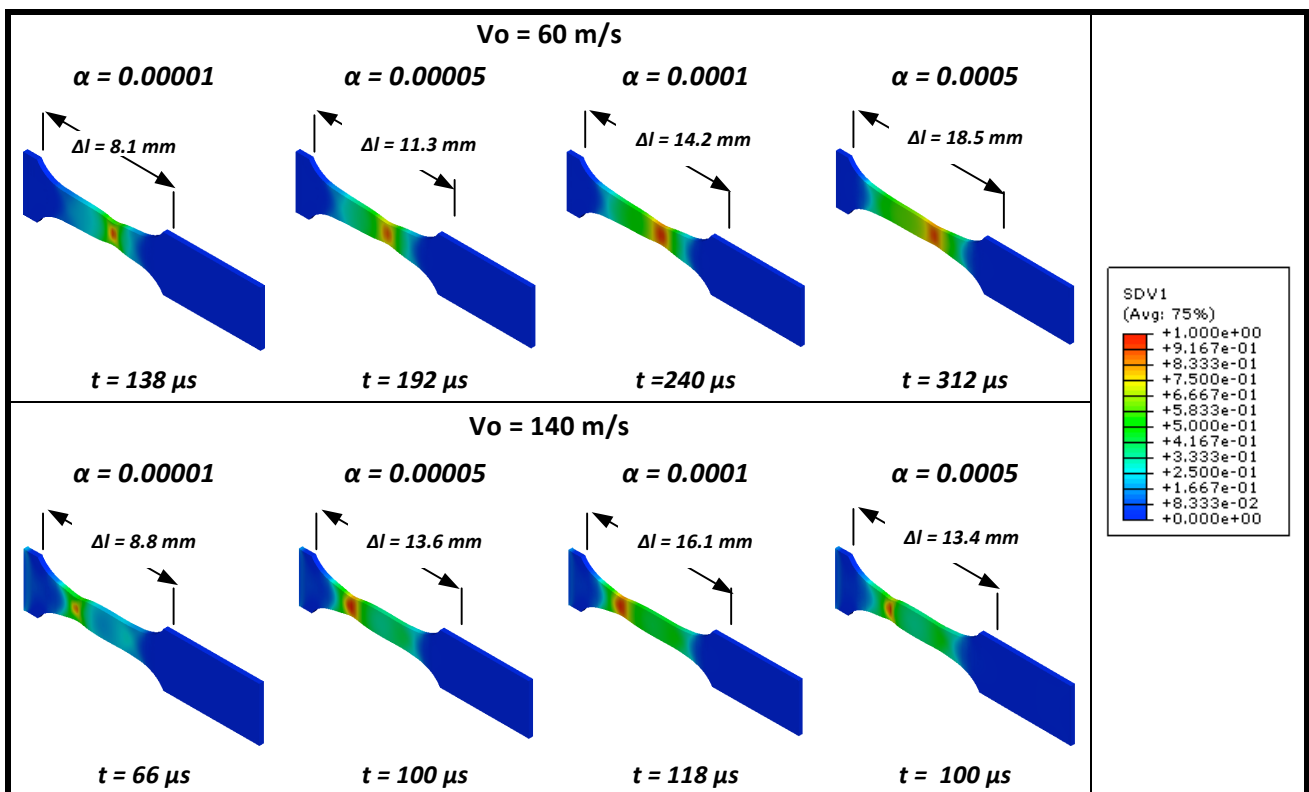 Vo = 60 m/s
α = 0.00001 α = 0.00005 α = 0.0001 α = 0.0005
Δl = 8.1 mm Δl = 11.3 mm Δl = 14.2 mm Δl = 18.5 mm
t = 138 μs t = 192 μs t =240 μs t = 312 μs
Vo = 140 m/s
α = 0.00001 α = 0.00005 α = 0.0001 α = 0.0005
Δl = 8.8 mm Δl = 13.6 mm Δl = 16.1 mm Δl = 13.4 mm
t = 66 μs t = 100 μs t = 118 μs t = 100 μs
SDV1
(Avg: 75%)
+1.000e+00
+9.167e-01
+8.333e-01
+7.500e-01
+6.667e-01
+5.833e-01
+5.000e-01
+4.167e-01
+3.333e-01
+2.500e-01
+1.667e-01
+8.333e-02
+0.000e+00